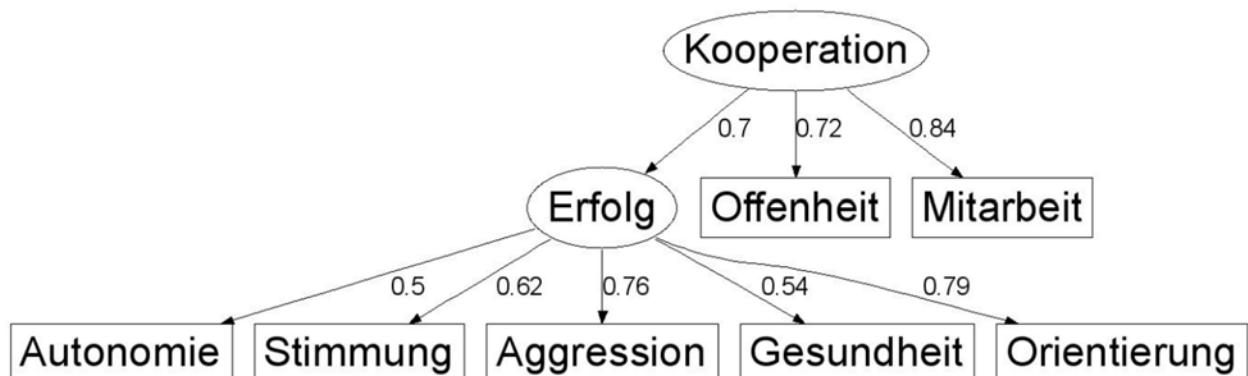 Kooperation
0.7 0.72 0.84
Erfolg Offenheit Mitarbeit
0.5 0.62 0.76 0.54 0.79
Autonomie Stimmung Aggression Gesundheit Orientierung